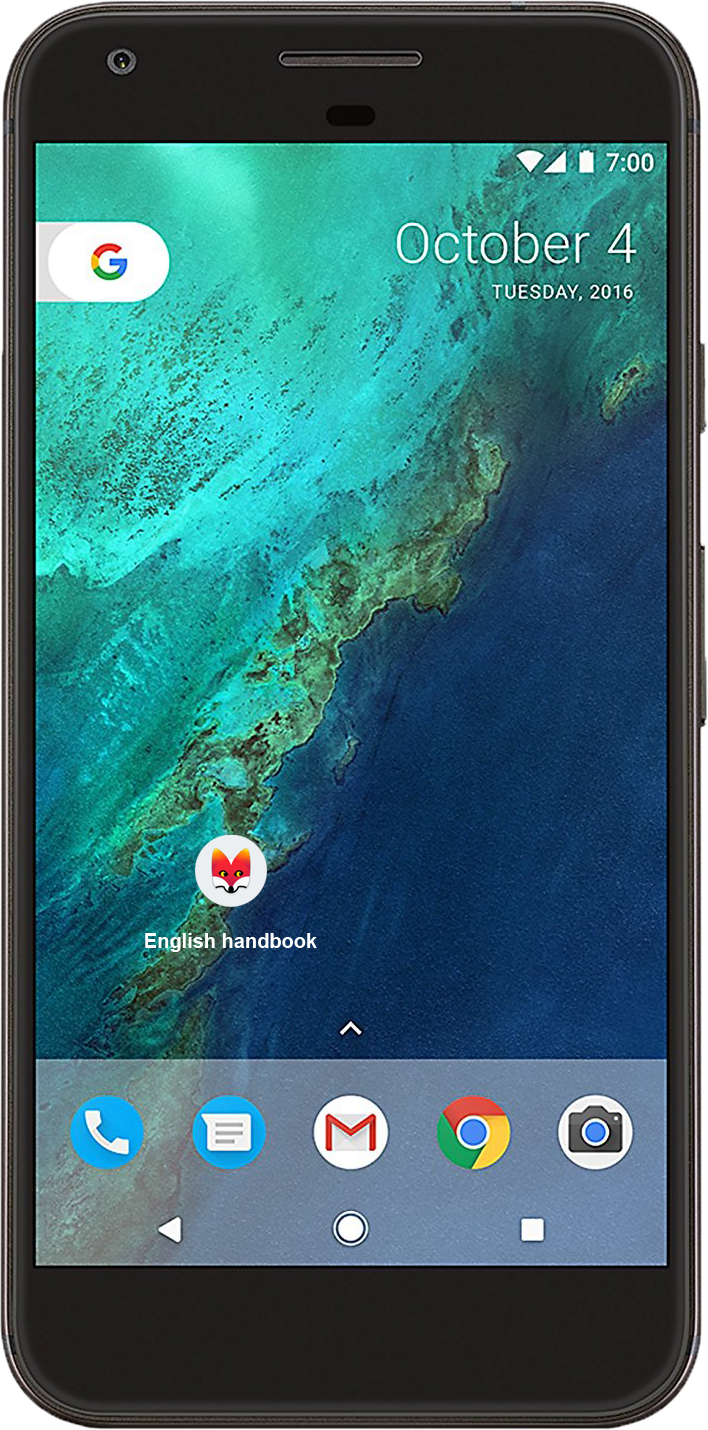 7:00
G
October 4
TUESDAY, 2016
English handbook